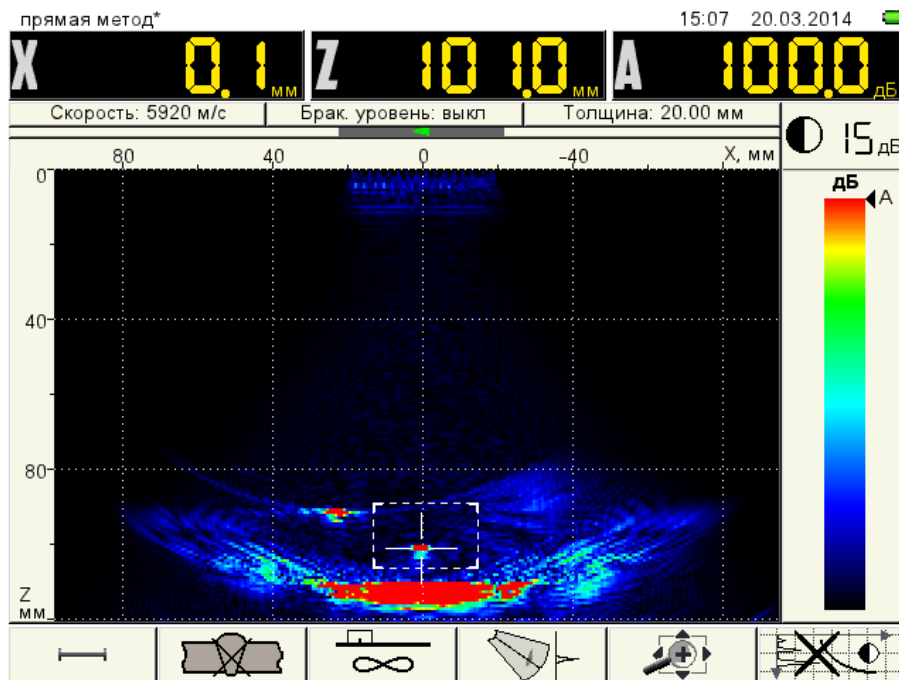 прямая метод* 15:07 20.03.2014
X 0.1 мм Z 101.0 мм A 100.0 дБ
Скорость: 5920 м/с Брак. уровень: выкл Толщина: 20.00 мм
15 дБ
80 40 0 -40 X, мм
дБ
A
0
40
80
Z
мм